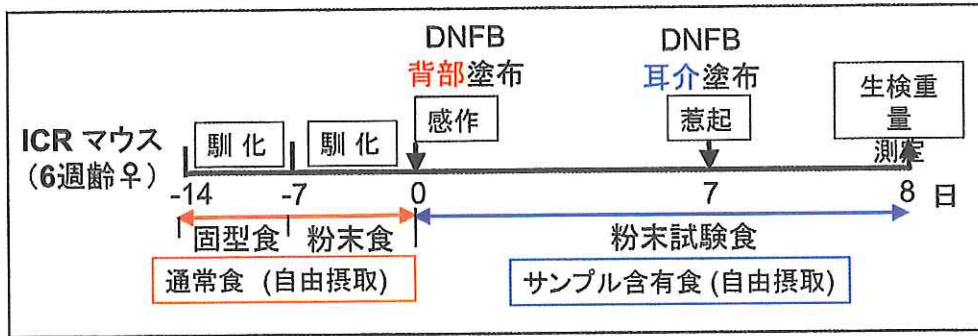 DNFB
背部塗布
感作
DNFB
耳介塗布
惹起
生検重
量
測定
ICR マウス
(6週齢♀)
馴 化
馴 化
-14
-7
0
7
8
日
固型食
粉末食
粉末試験食
通常食 (自由摂取)
サンプル含有食 (自由摂取)